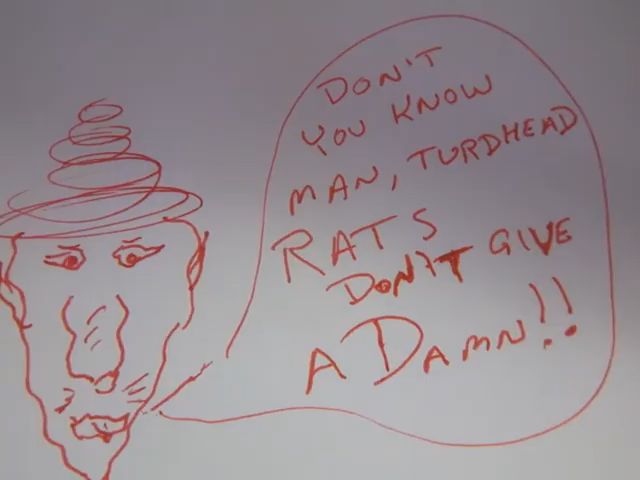 DON'T
YOU KNOW
MAN, TURDHEAD
RATS
DON'T GIVE
A DAMN!!